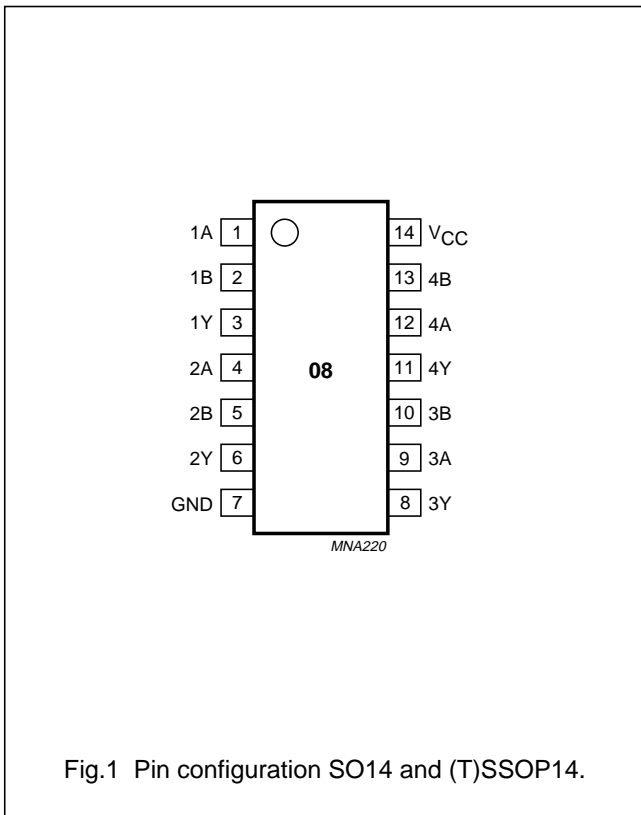 1A 1 14 VCC
1B 2 13 4B
1Y 3 12 4A
2A 4 08 11 4Y
2B 5 10 3B
2Y 6 9 3A
GND 7 8 3Y
MNA220
Fig.1 Pin configuration SO14 and (T)SSOP14.